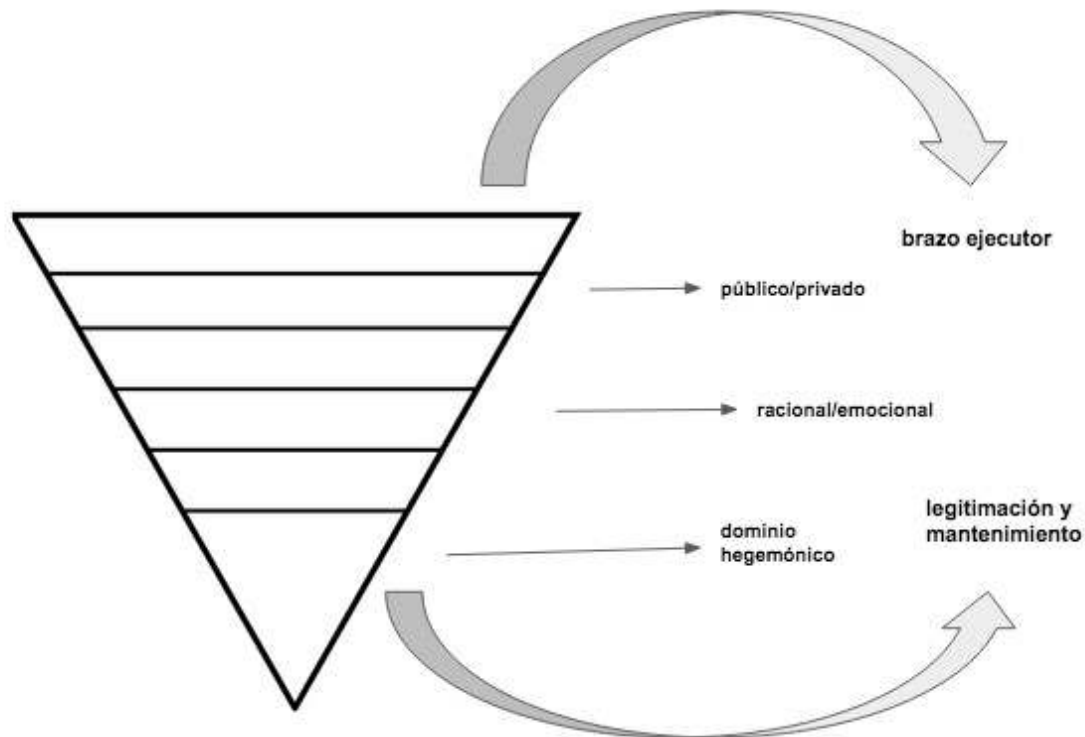 brazo ejecutor
público/privado
racional/emocional
legitimación y
mantenimiento
dominio
hegemónico